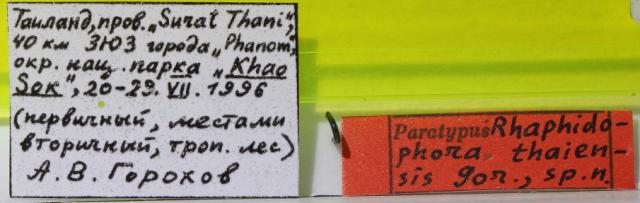 Таиланд, пров. „Surat Thani",
40 км ЗЮЗ города „Phanom",
окр. нац. парка „Khao
Sok", 20-29.VII.1996
(первичный, местами
вторичный, троп. лес)
А.В. Горохов
Paratypus Rhaphido-
phora thaien-
sis Gor., sp.n.